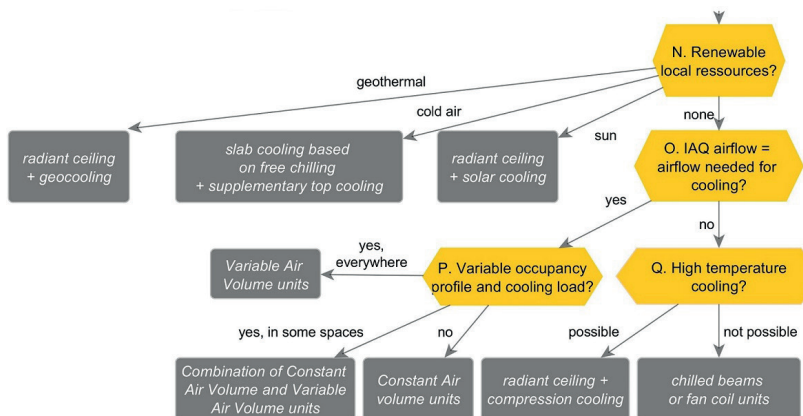 N. Renewable
local ressources?
geothermal
cold air
sun
none
radiant ceiling
+ geocooling
slab cooling based
on free chilling
+ supplementary top cooling
radiant ceiling
+ solar cooling
O. IAQ airflow =
airflow needed for
cooling?
yes
no
Variable Air
Volume units
yes,
everywhere
P. Variable occupancy
profile and cooling load?
Q. High temperature
cooling?
yes, in some spaces
no
possible
not possible
Combination of Constant
Air Volume and Variable
Air Volume units
Constant Air
volume units
radiant ceiling +
compression cooling
chilled beams
or fan coil units